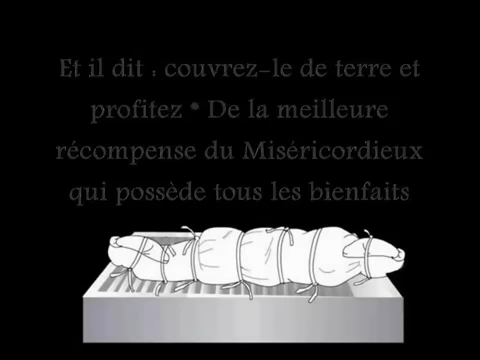 Et il dit : couvrez-le de terre et
profitez * De la meilleure
récompense du Miséricordieux
qui possède tous les bienfaits